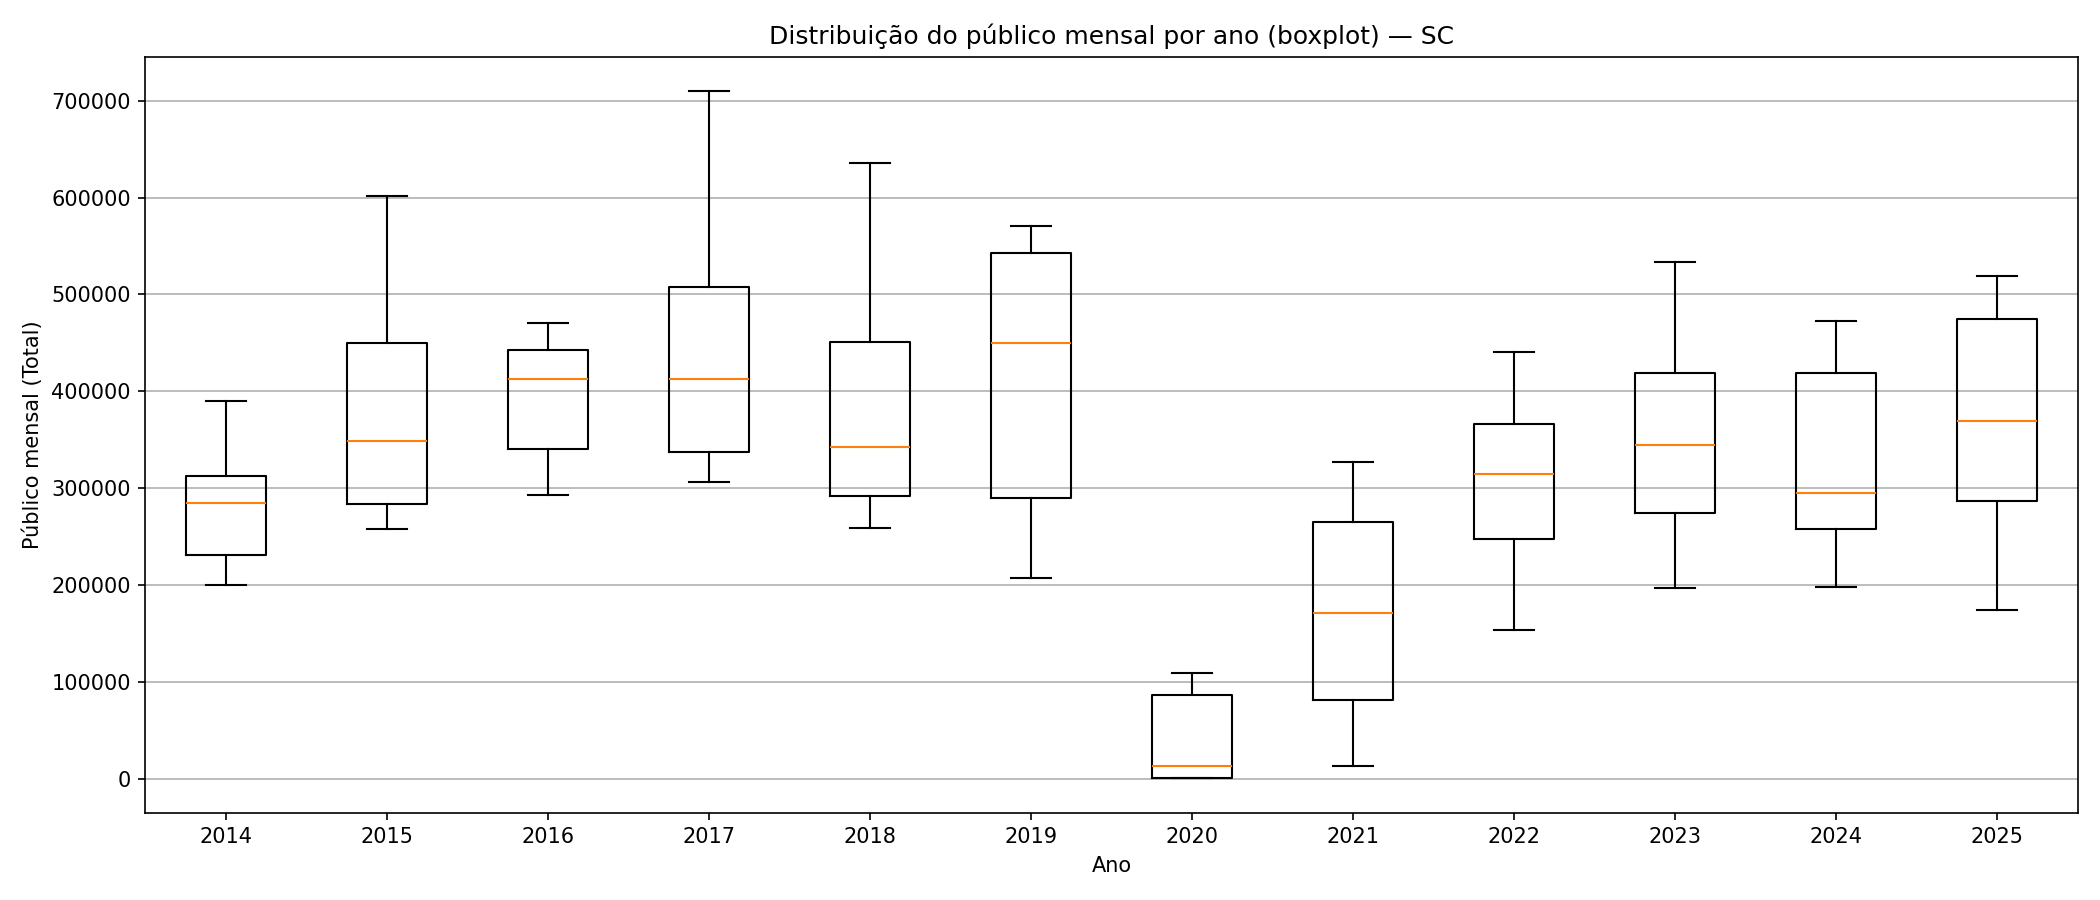 Distribuição do público mensal por ano (boxplot) — SC
Público mensal (Total)
700000
600000
500000
400000
300000
200000
100000
0
2014 2015 2016 2017 2018 2019 2020 2021 2022 2023 2024 2025
Ano